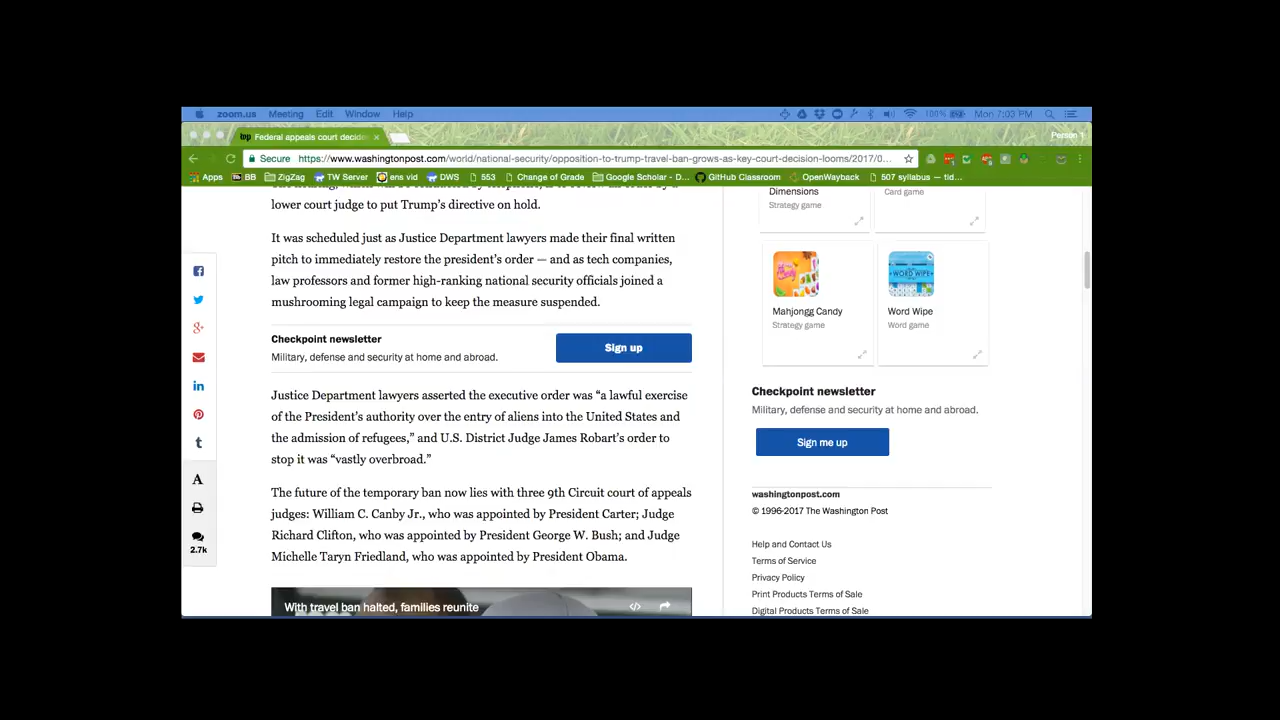 zoom.us Meeting Edit Window Help 100% Mon 7:03 PM
Federal appeals court decidi Person 1
Secure https://www.washingtonpost.com/world/national-security/opposition-to-trump-travel-ban-grows-as-key-court-decision-looms/2017/0...
Apps BB ZigZag TW Server ens vid DWS 553 Change of Grade Google Scholar - D... GitHub Classroom OpenWayback 507 syllabus — tid...
lower court judge to put Trump’s directive on hold.
It was scheduled just as Justice Department lawyers made their final written
pitch to immediately restore the president’s order — and as tech companies,
law professors and former high-ranking national security officials joined a
mushrooming legal campaign to keep the measure suspended.
Checkpoint newsletter
Military, defense and security at home and abroad.
Sign up
Justice Department lawyers asserted the executive order was “a lawful exercise
of the President’s authority over the entry of aliens into the United States and
the admission of refugees,” and U.S. District Judge James Robart’s order to
stop it was “vastly overbroad.”
The future of the temporary ban now lies with three 9th Circuit court of appeals
judges: William C. Canby Jr., who was appointed by President Carter; Judge
Richard Clifton, who was appointed by President George W. Bush; and Judge
Michelle Taryn Friedland, who was appointed by President Obama.
With travel ban halted, families reunite
A
2.7k
Dimensions
Strategy game
Card game
WORD WIPE
Mahjongg Candy
Strategy game
Word Wipe
Word game
Checkpoint newsletter
Military, defense and security at home and abroad.
Sign me up
washingtonpost.com
© 1996-2017 The Washington Post
Help and Contact Us
Terms of Service
Privacy Policy
Print Products Terms of Sale
Digital Products Terms of Sale